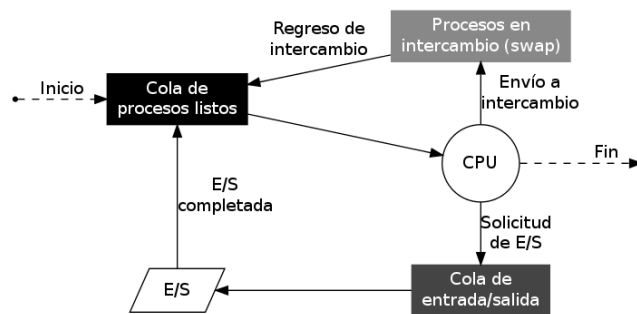 Procesos en
intercambio (swap)
Regreso de
intercambio
Inicio
Cola de
procesos listos
Envío a
intercambio
CPU
Fin
E/S
completada
Solicitud
de E/S
E/S
Cola de
entrada/salida